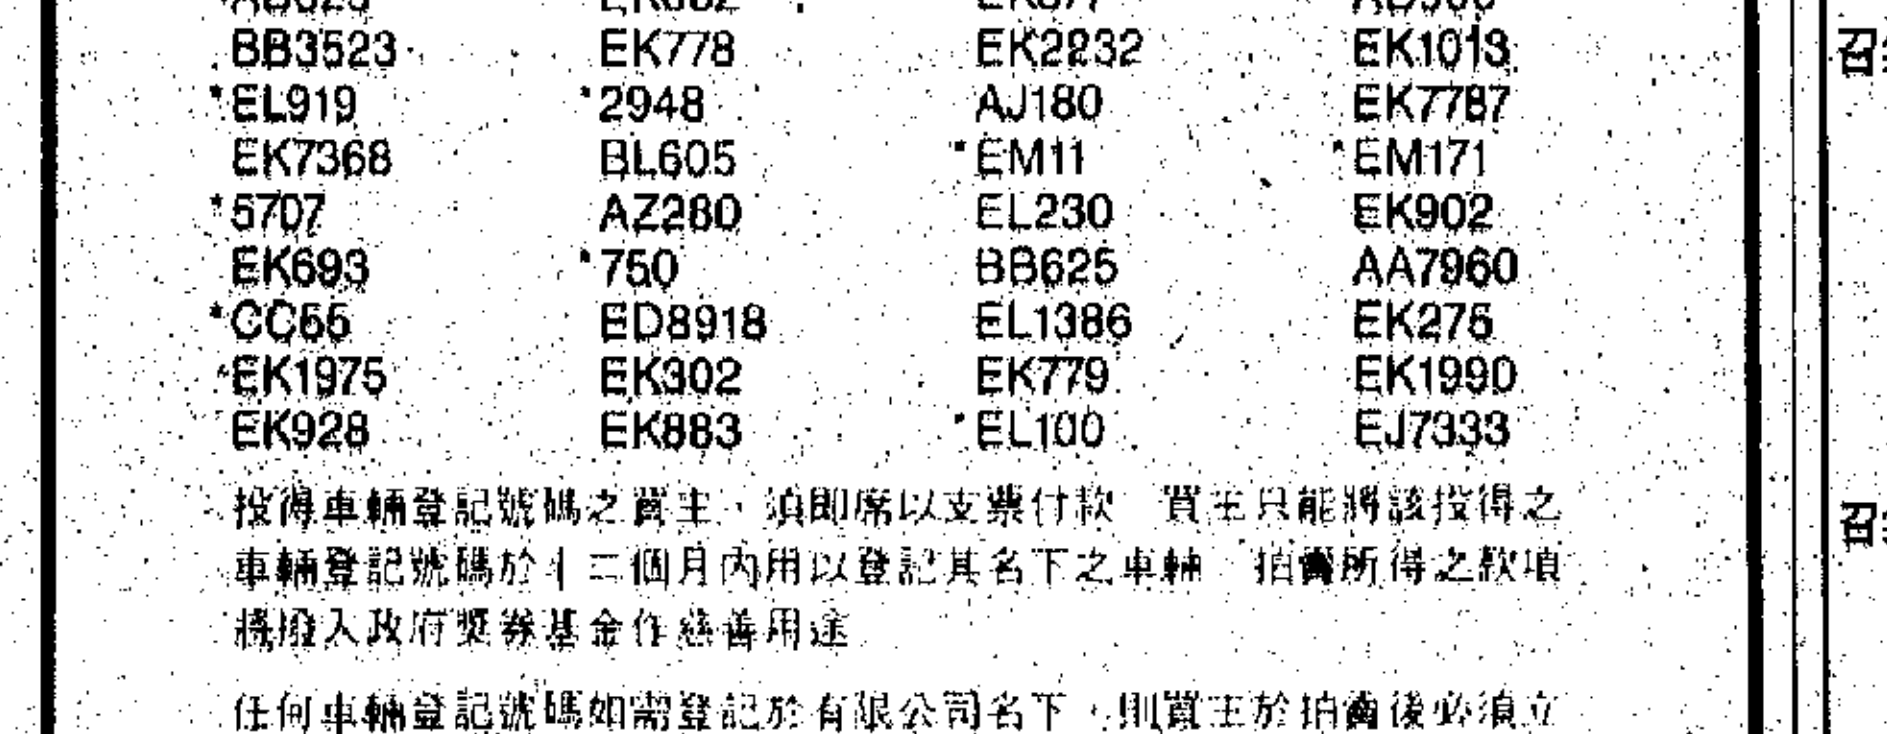 BB3523 EK778 EK2232 EK1013
*EL919 *2948 AJ180 EK7787
EK7368 BL605 *EM11 *EM171
*5707 AZ280 EL230 EK902
EK693 *750 BB625 AA7960
*CC55 ED8918 EL1386 EK275
*EK1975 EK302 EK779 EK1990
EK928 EK883 *EL100 EJ7333
投得車輛登記號碼之買主，須即席以支票付款 買主只能將該投得之
車輛登記號碼於十二個月內用以登記其名下之車輛 拍賣所得之款項
將撥入政府獎券基金作慈善用途
任何車輛登記號碼如需登記於有限公司名下，則買主於拍賣後必須立